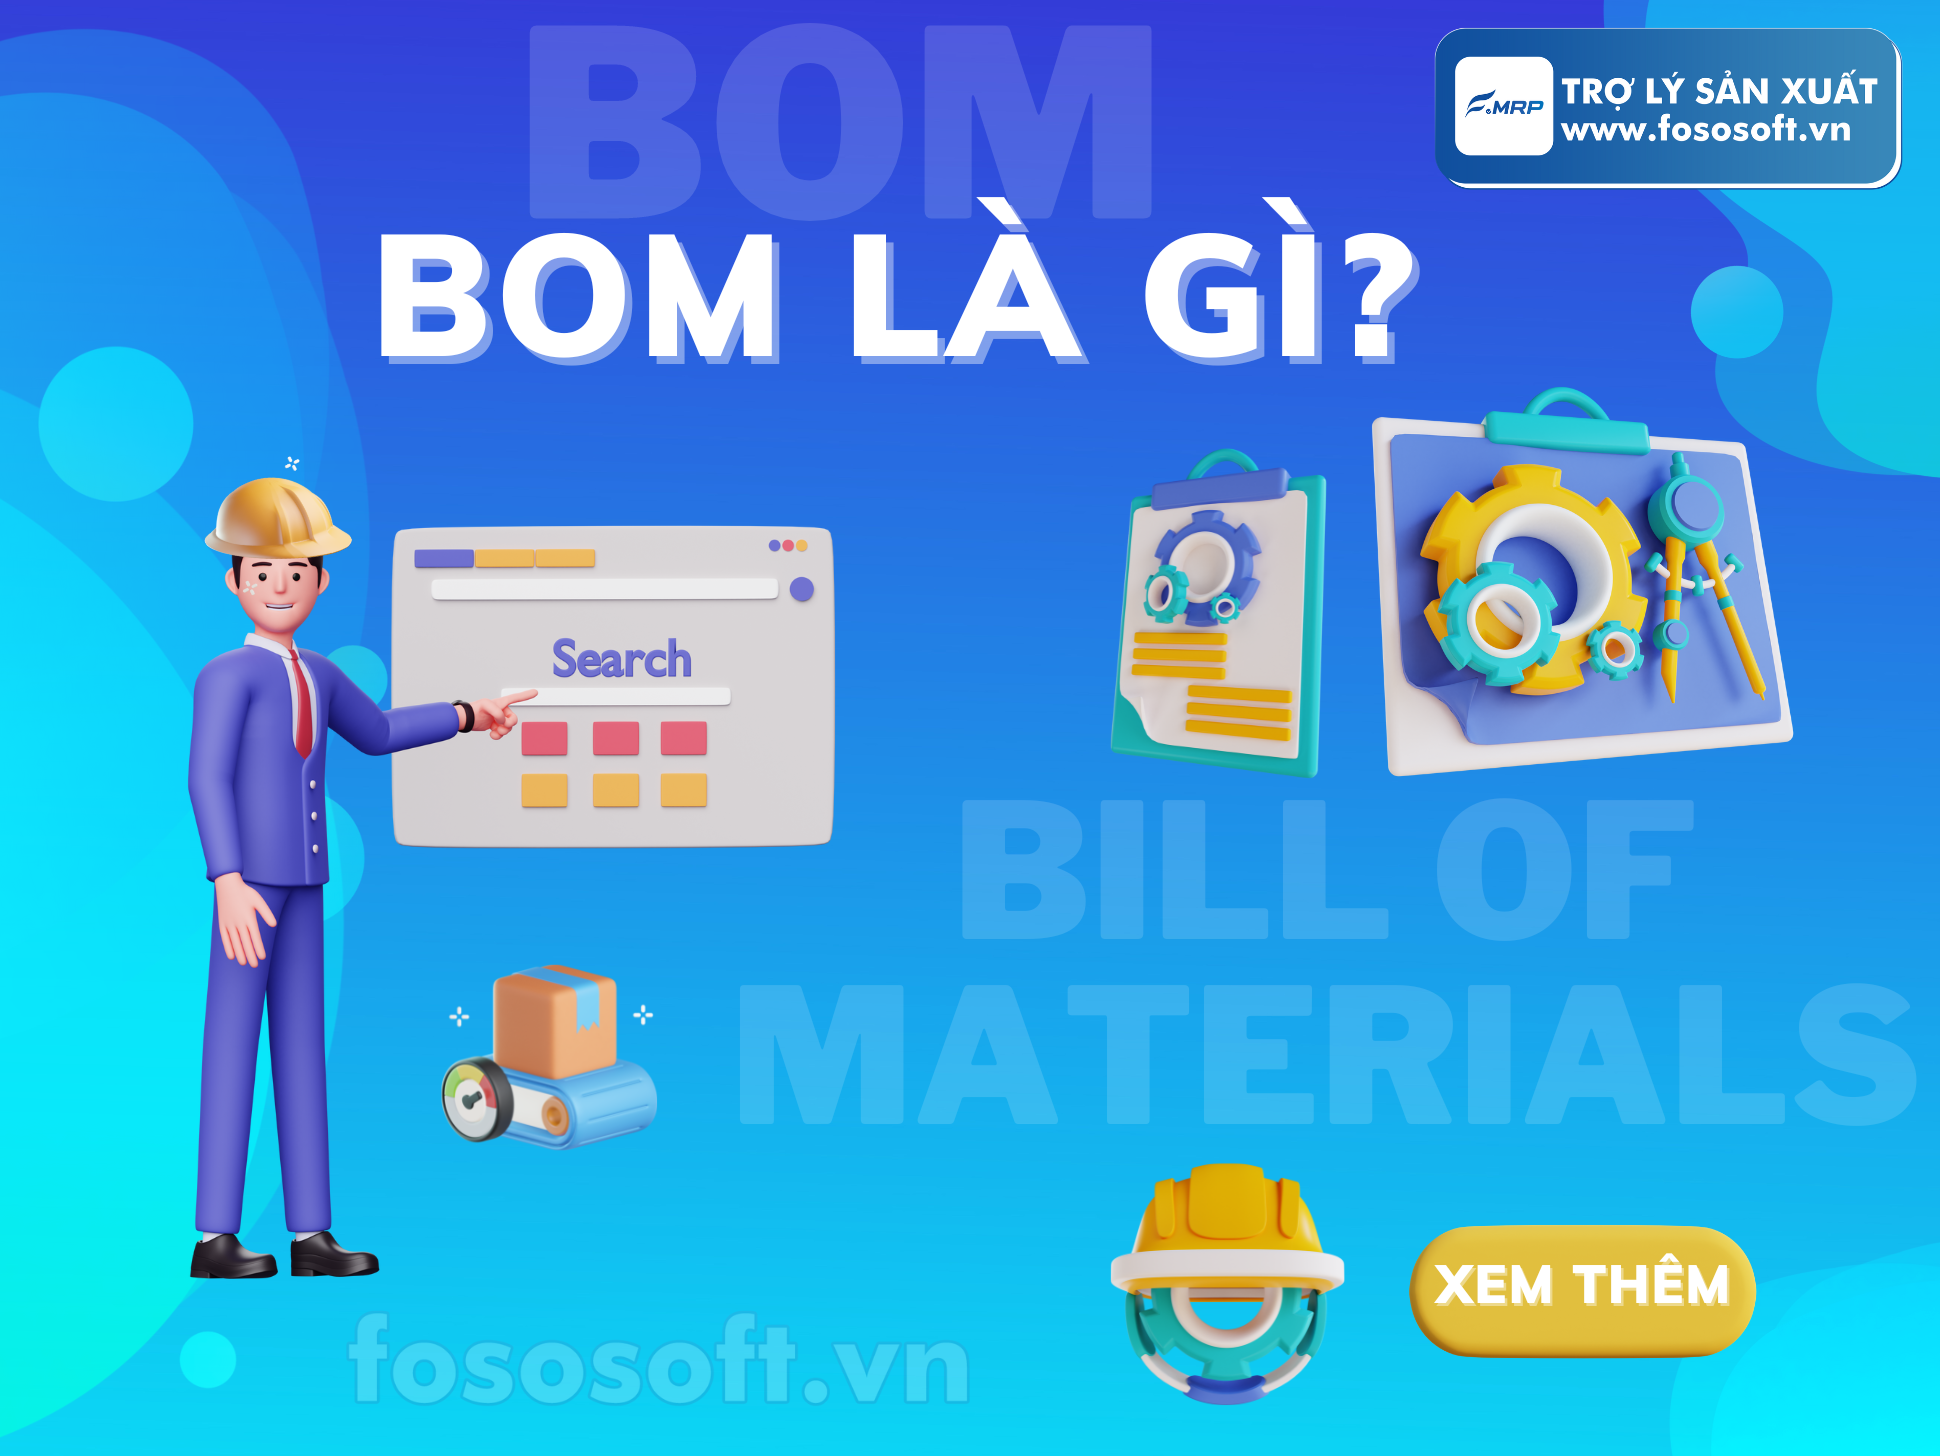 BOM
F.MRP
TRỢ LÝ SẢN XUẤT
www.fososoft.vn
BOM LÀ GÌ?
Search
BILL OF
MATERIALS
XEM THÊM
fososoft.vn